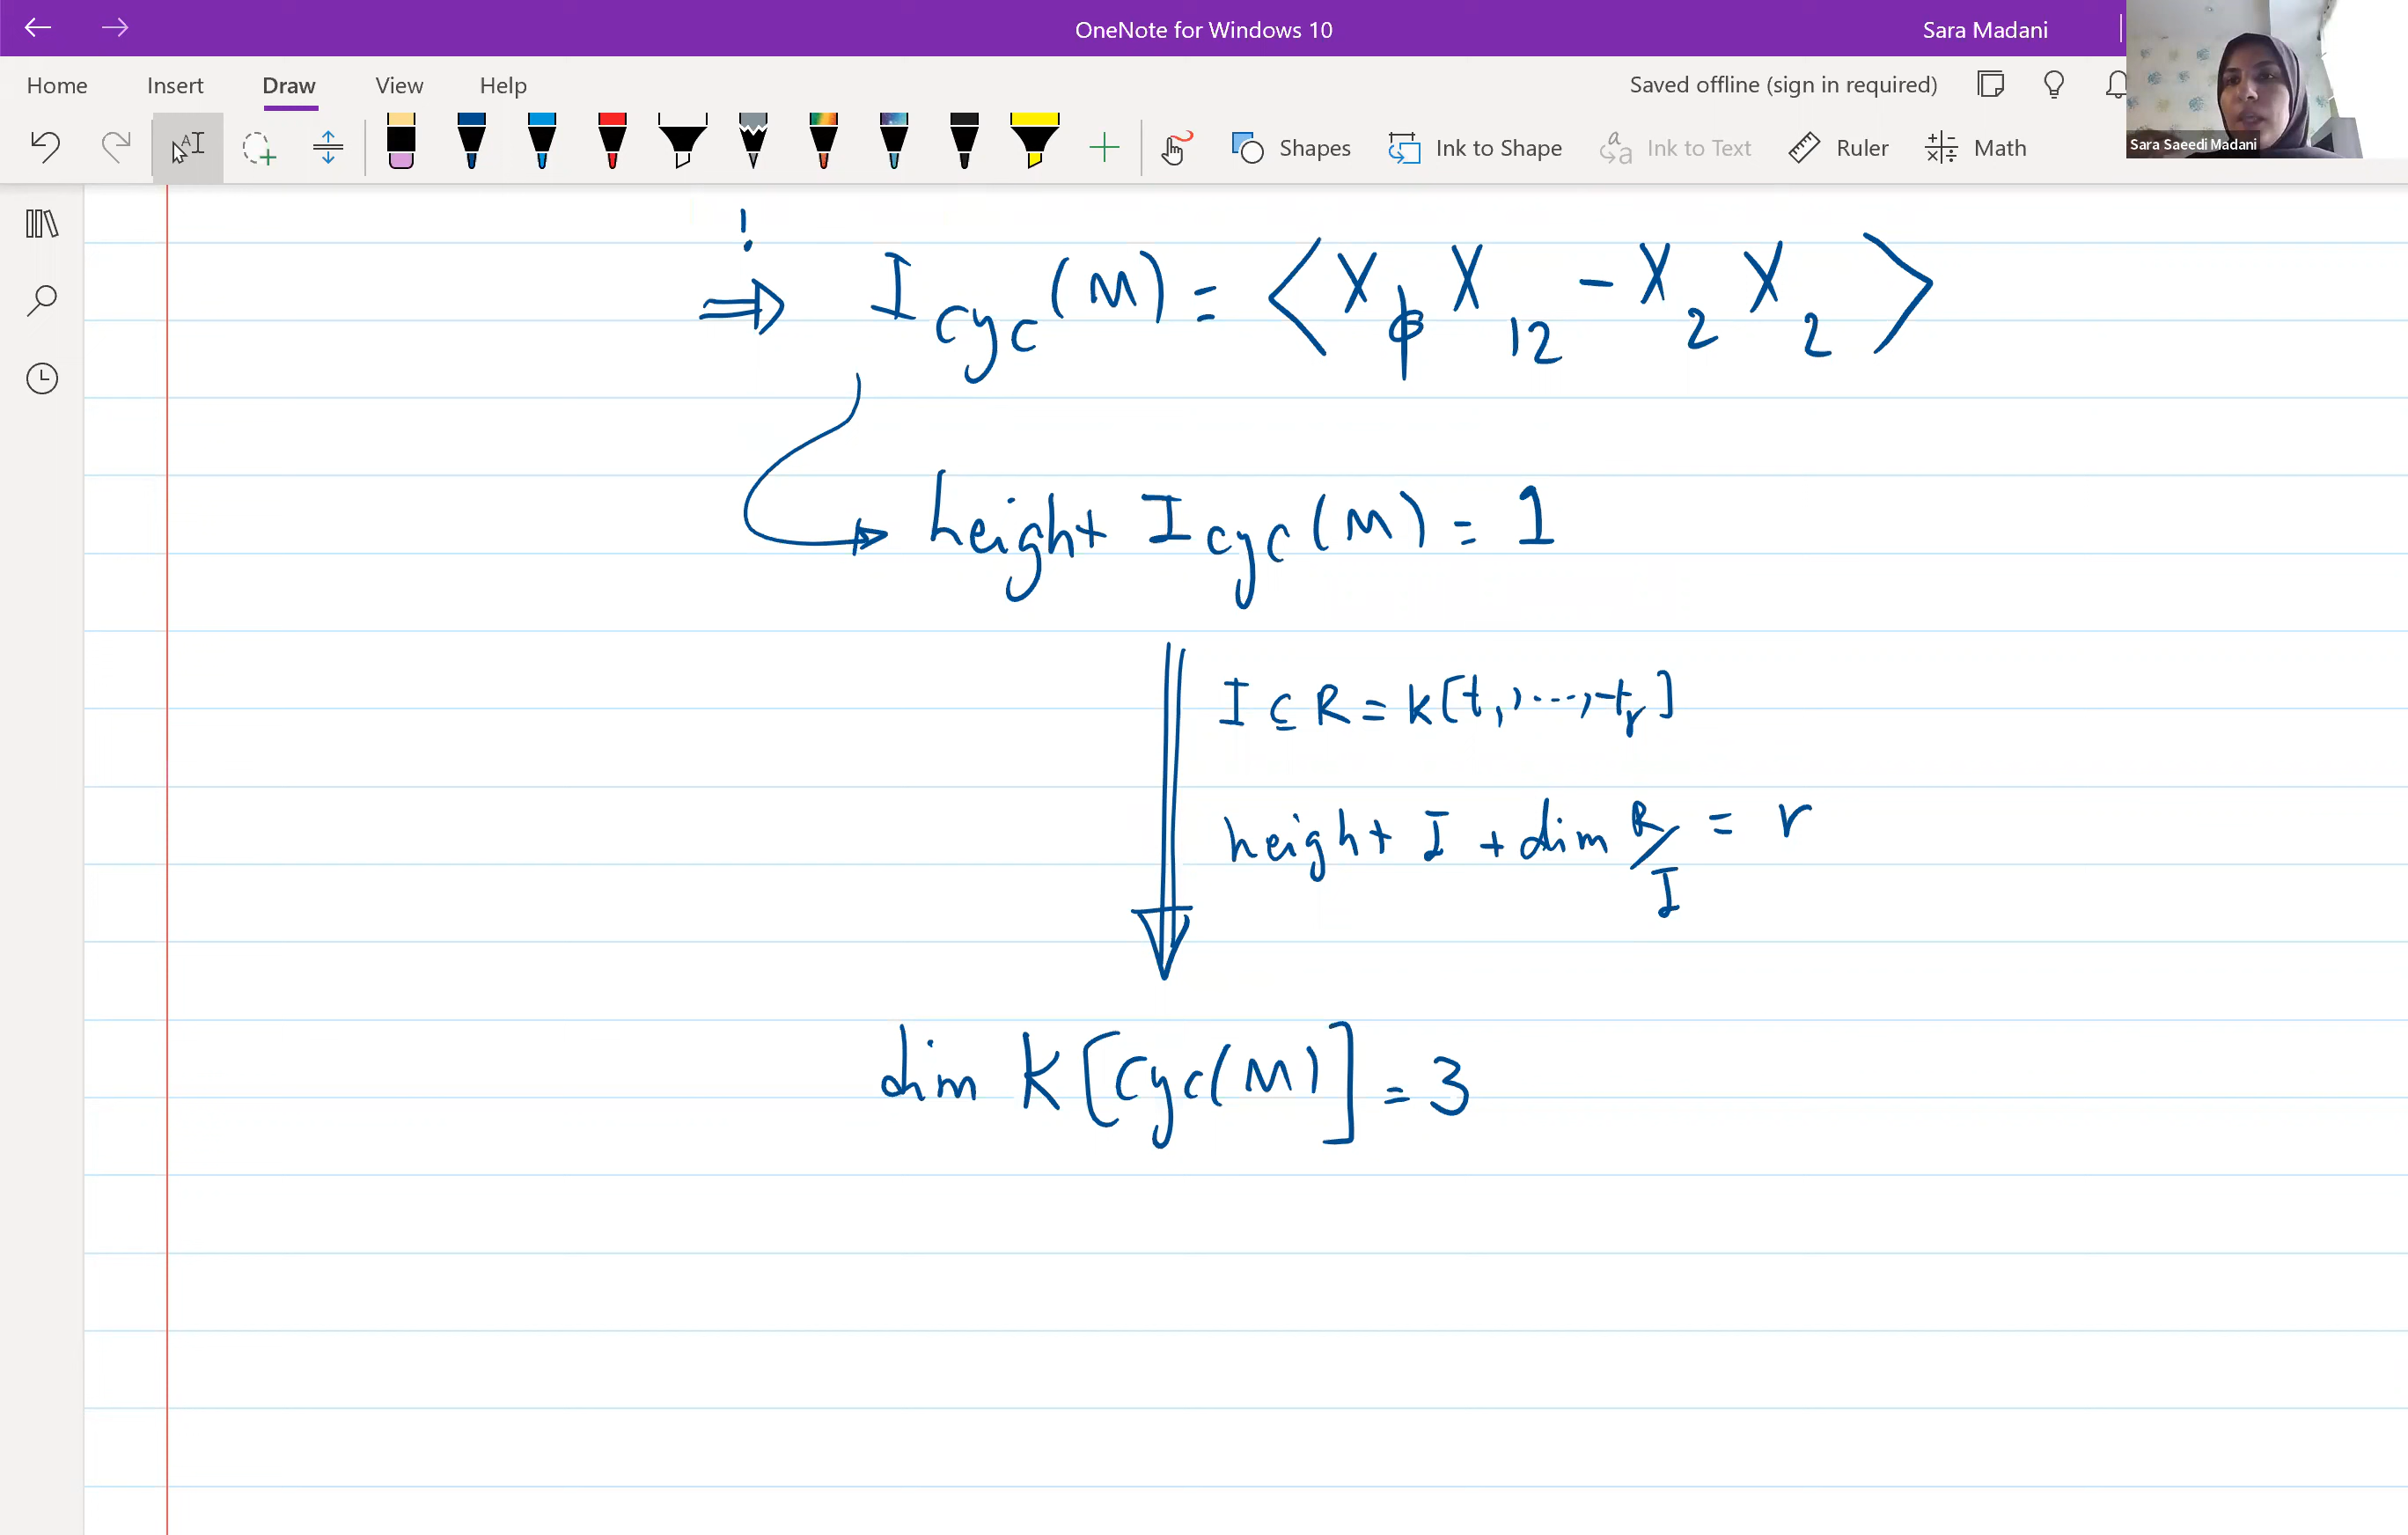 OneNote for Windows 10
Sara Madani
Home Insert Draw View Help
Saved offline (sign in required)
Shapes Ink to Shape Ink to Text Ruler Math
Sara Saeedi Madani
!
⇒ I_cyc(M) = ⟨X_ϕ X_12 − X_2 X_2⟩
height I_cyc(M) = 1
I ⊆ R = K[t_1, ..., t_r]
height I + dim R/I = r
dim K[Cyc(M)] = 3